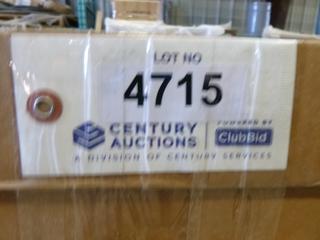 LOT NO
4715
CENTURY POWERED BY
AUCTIONS ClubBid
A DIVISION OF CENTURY SERVICES